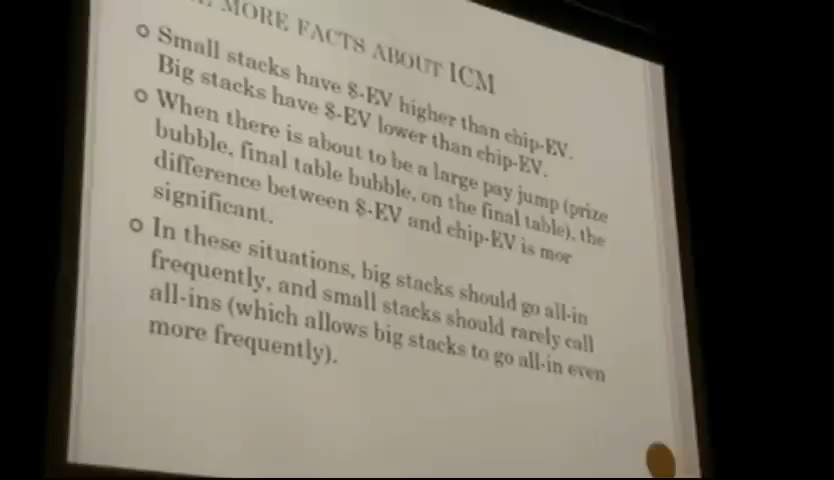 MORE FACTS ABOUT ICM
Small stacks have $-EV higher than chip-EV.
Big stacks have $-EV lower than chip-EV.
When there is about to be a large pay jump (prize
bubble, final table bubble, on the final table), the
difference between $-EV and chip-EV is mor
significant.
In these situations, big stacks should go all-in
frequently, and small stacks should rarely call
all-ins (which allows big stacks to go all-in even
more frequently).